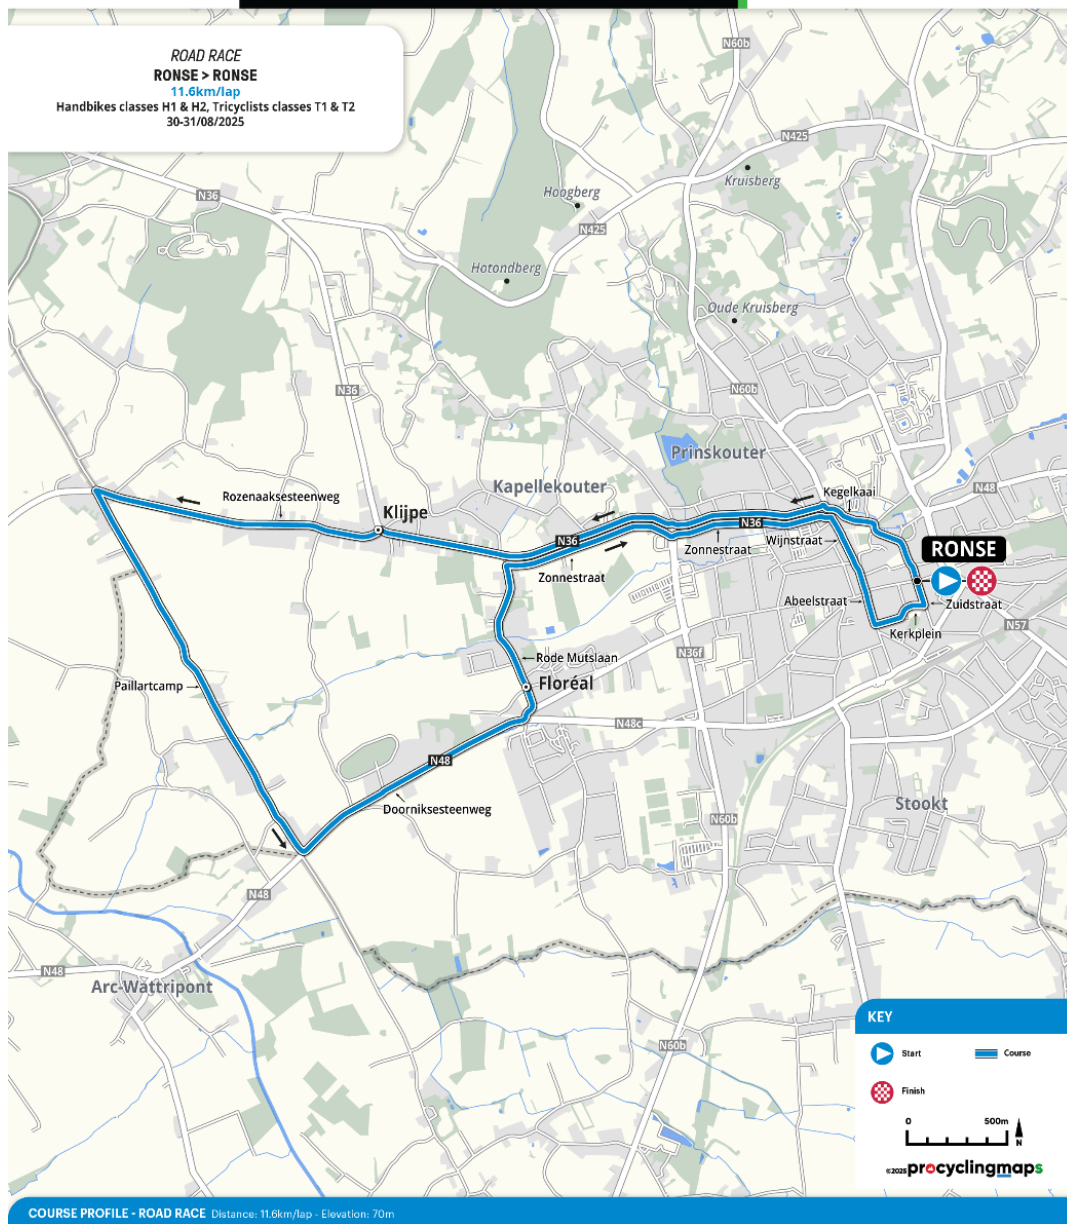 ROAD RACE
RONSE > RONSE
11.6km/lap
Handbikes classes H1 & H2, Tricyclists classes T1 & T2
30-31/08/2025
N60b
N425
Kruisberg
N36
Hoogberg
N425
Hotondberg
Oude Kruisberg
N36
N60b
Prinskouter
Kapellekouter
Rozenaaksesteenweg
Klijpe
Kegelkaai
N48
N36
N36
Zonnestraat
Wijnstraat
RONSE
Zonnestraat
Abeelstraat
Zuidstraat
Kerkplein
N57
Rode Mutslaan
N36f
Floréal
Paillartcamp
N48c
N48
Doorniksesteenweg
Stookt
N60b
N48
N48
Arc-Wattripont
N60b
KEY
Start
Course
Finish
0 500m N
©2025 procyclingmaps
COURSE PROFILE - ROAD RACE Distance: 11.6km/lap - Elevation: 70m